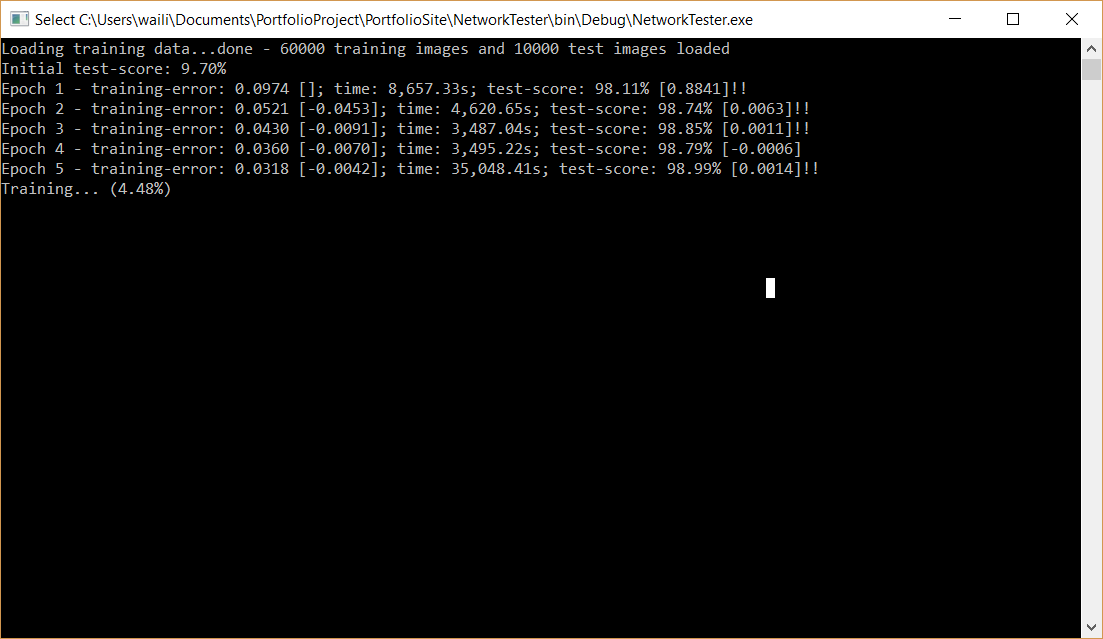 Select C:\Users\waili\Documents\PortfolioProject\PortfolioSite\NetworkTester\bin\Debug\NetworkTester.exe
Loading training data...done - 60000 training images and 10000 test images loaded
Initial test-score: 9.70%
Epoch 1 - training-error: 0.0974 []; time: 8,657.33s; test-score: 98.11% [0.8841]!!
Epoch 2 - training-error: 0.0521 [-0.0453]; time: 4,620.65s; test-score: 98.74% [0.0063]!!
Epoch 3 - training-error: 0.0430 [-0.0091]; time: 3,487.04s; test-score: 98.85% [0.0011]!!
Epoch 4 - training-error: 0.0360 [-0.0070]; time: 3,495.22s; test-score: 98.79% [-0.0006]
Epoch 5 - training-error: 0.0318 [-0.0042]; time: 35,048.41s; test-score: 98.99% [0.0014]!!
Training... (4.48%)